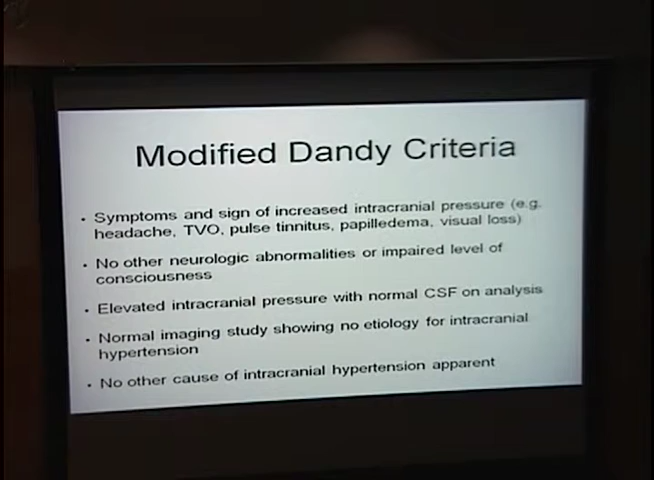 Modified Dandy Criteria
• Symptoms and sign of increased intracranial pressure (e.g.
headache, TVO, pulse tinnitus, papilledema, visual loss)
• No other neurologic abnormalities or impaired level of
consciousness
• Elevated intracranial pressure with normal CSF on analysis
• Normal imaging study showing no etiology for intracranial
hypertension
• No other cause of intracranial hypertension apparent